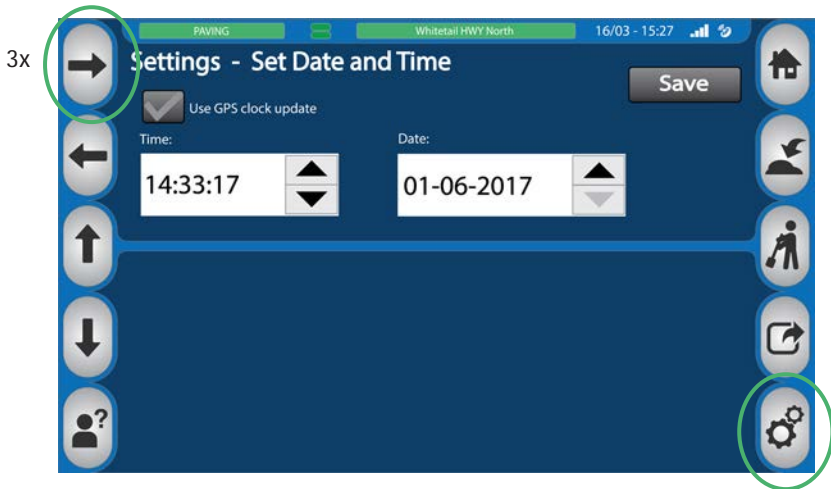 3x
PAVING
Whitetail HWY North
16/03 - 15:27
Settings - Set Date and Time
Save
Use GPS clock update
Time:
Date:
14:33:17
01-06-2017
?